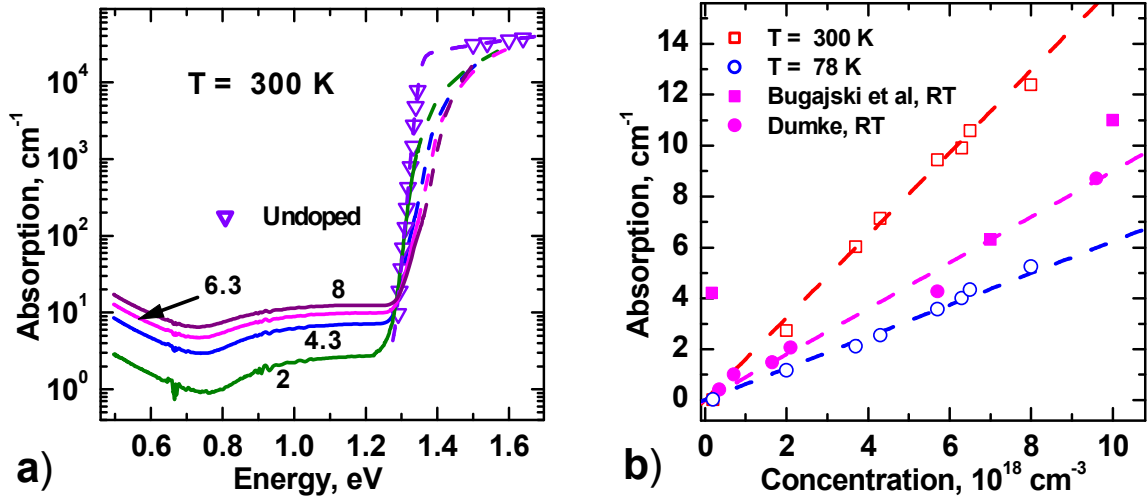 T = 300 K
Undoped
6.3
8
4.3
2
10⁴
10³
10²
10¹
10⁰
Absorption, cm⁻¹
0.6 0.8 1.0 1.2 1.4 1.6
Energy, eV
a)
T = 300 K
T = 78 K
Bugajski et al, RT
Dumke, RT
14
12
10
8
6
4
2
0
Absorption, cm⁻¹
0 2 4 6 8 10
Concentration, 10¹⁸ cm⁻³
b)